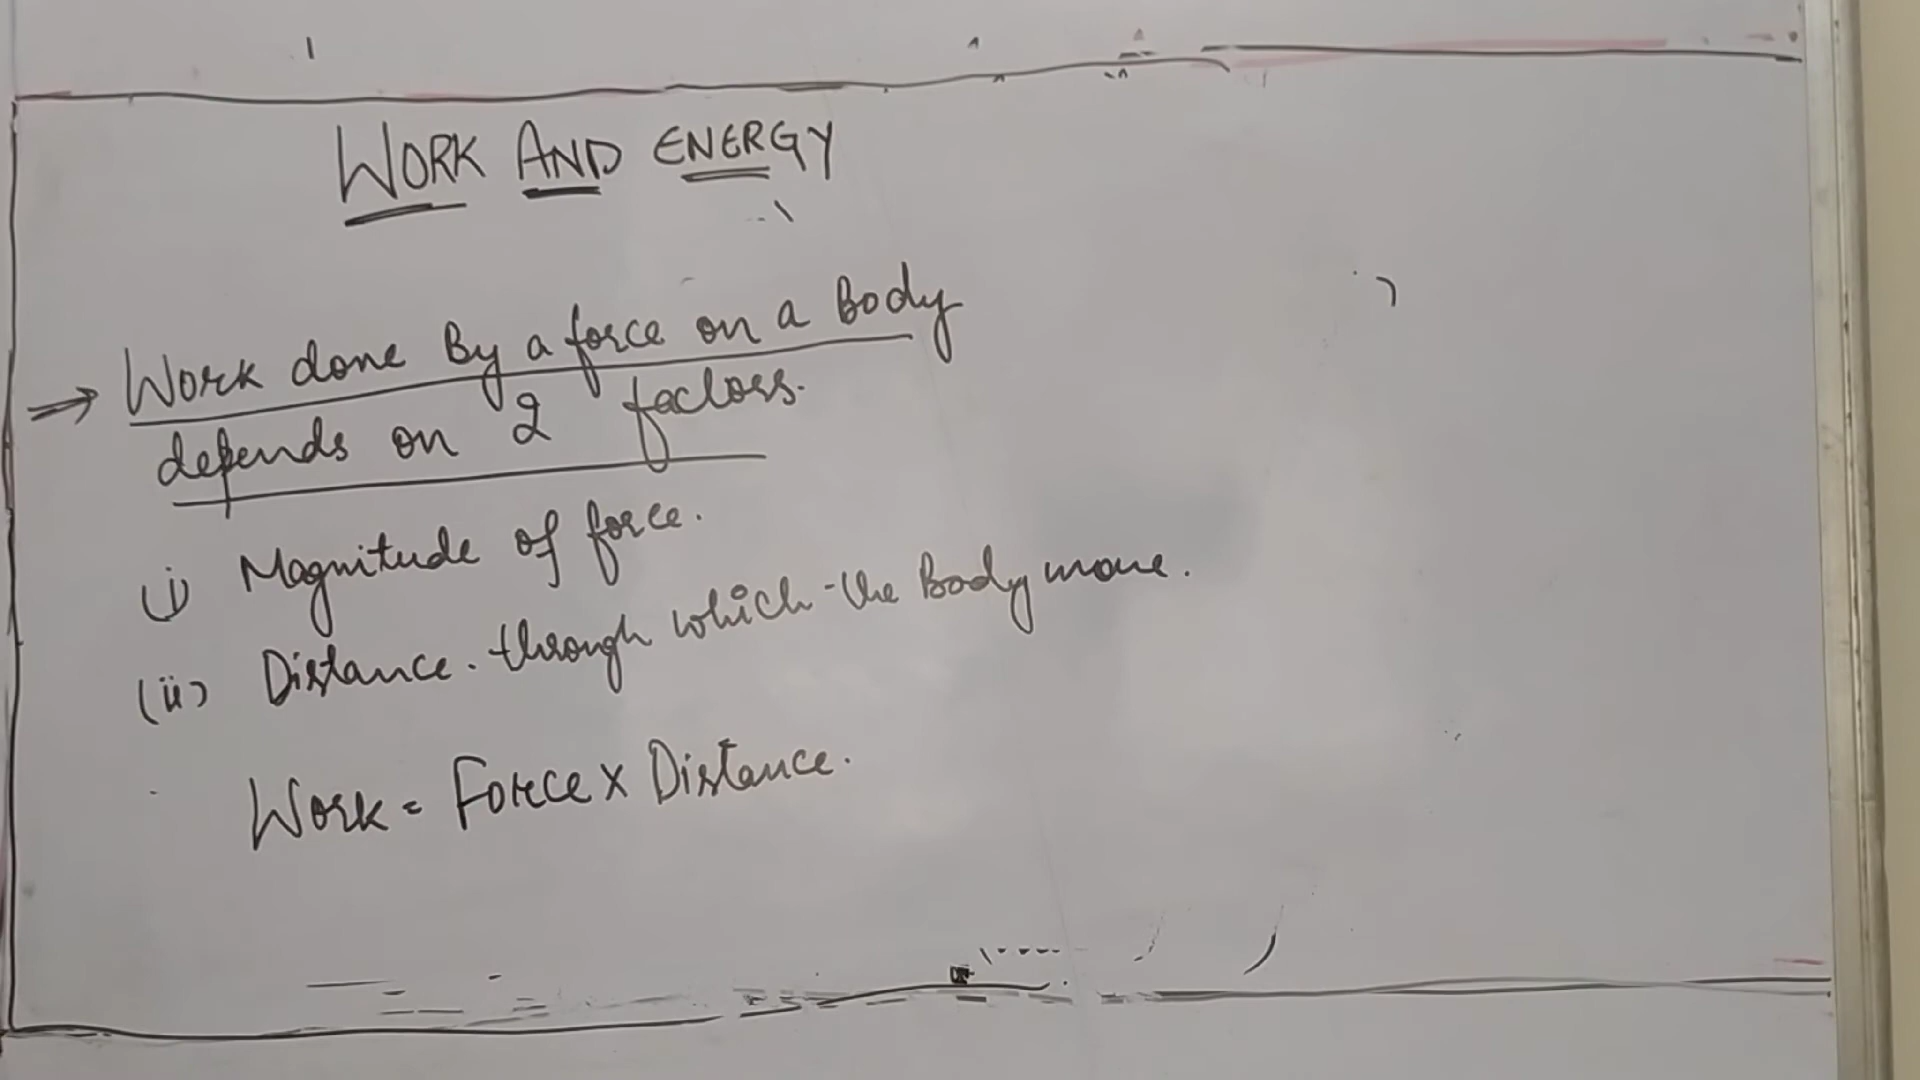 WORK AND ENERGY
⇒ Work done By a force on a Body
depends on 2 factors.
(i) Magnitude of force.
(ii) Distance. through which the Body move.
Work = Force x Distance.